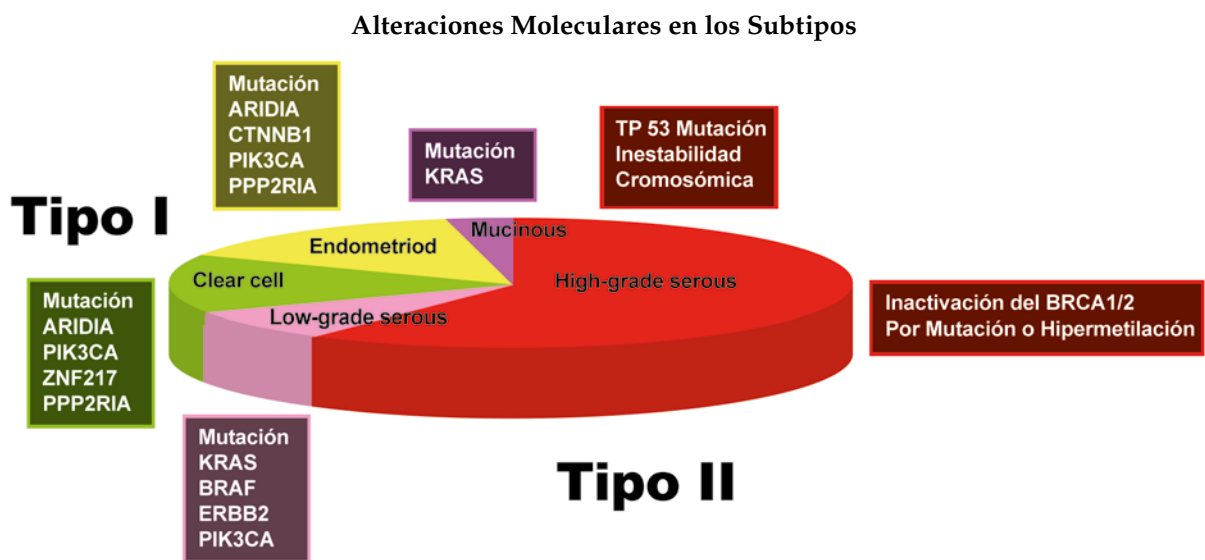 Alteraciones Moleculares en los Subtipos
Mutación
ARIDIA
CTNNB1
PIK3CA
PPP2RIA
Mutación
KRAS
TP 53 Mutación
Inestabilidad
Cromosómica
Tipo I
Mucinous
Endometriod
Clear cell
High-grade serous
Low-grade serous
Mutación
ARIDIA
PIK3CA
ZNF217
PPP2RIA
Inactivación del BRCA1/2
Por Mutación o Hipermetilación
Mutación
KRAS
BRAF
ERBB2
PIK3CA
Tipo II